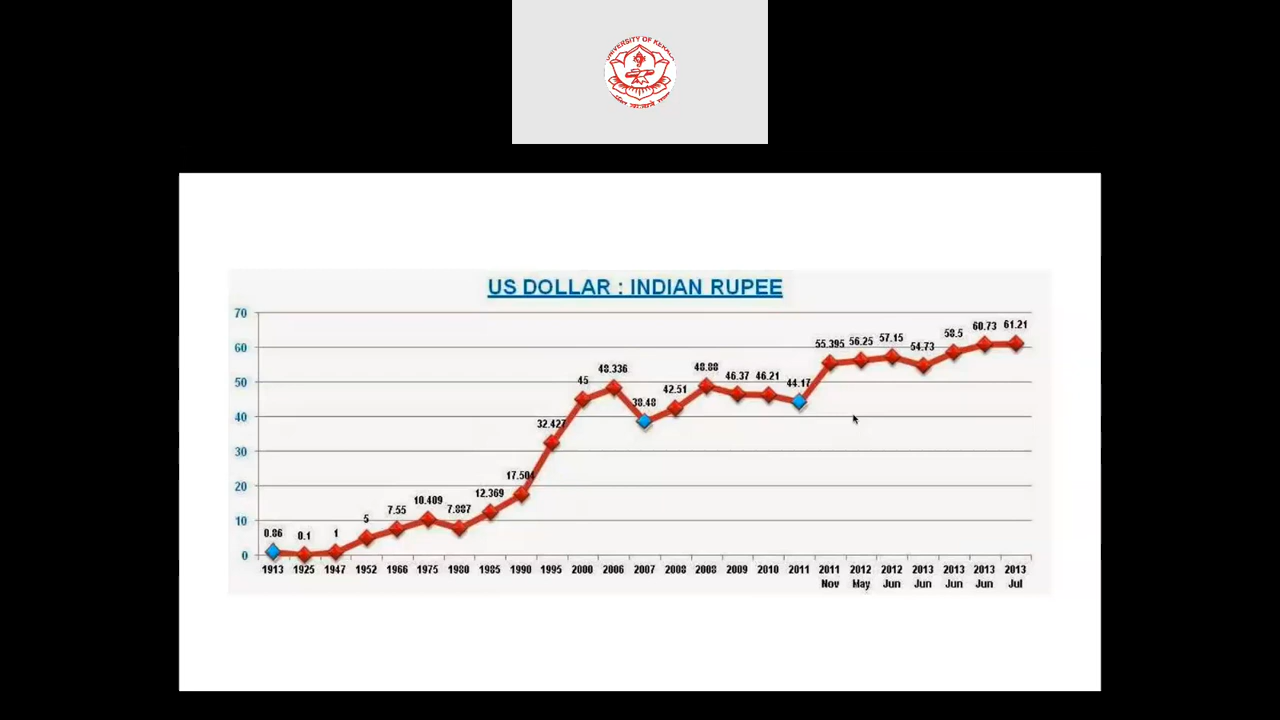 UNIVERSITY OF KERALA
US DOLLAR : INDIAN RUPEE
70
60
50
40
30
20
10
0
0.86 0.1 1 5 7.55 10.409 7.887 12.369 17.504 32.427 45 48.336 38.48 42.51 48.88 46.37 46.21 44.17 55.395 56.25 57.15 54.73 58.5 60.73 61.21
1913 1925 1947 1952 1966 1975 1980 1985 1990 1995 2000 2006 2007 2008 2008 2009 2010 2011 2011 2012 2012 2013 2013 2013 2013
Nov May Jun Jun Jun Jun Jul